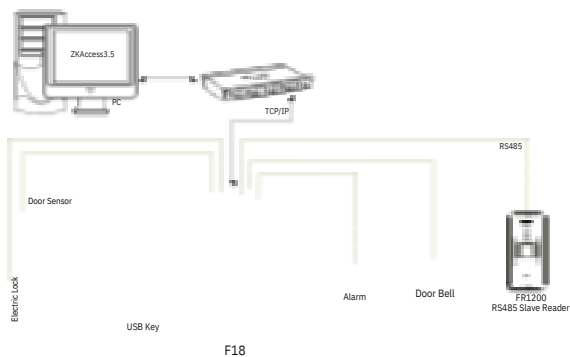 ZKAccess3.5
PC
TCP/IP
RS485
Door Sensor
Electric Lock
Alarm
Door Bell
FR1200
RS485 Slave Reader
USB Key
F18